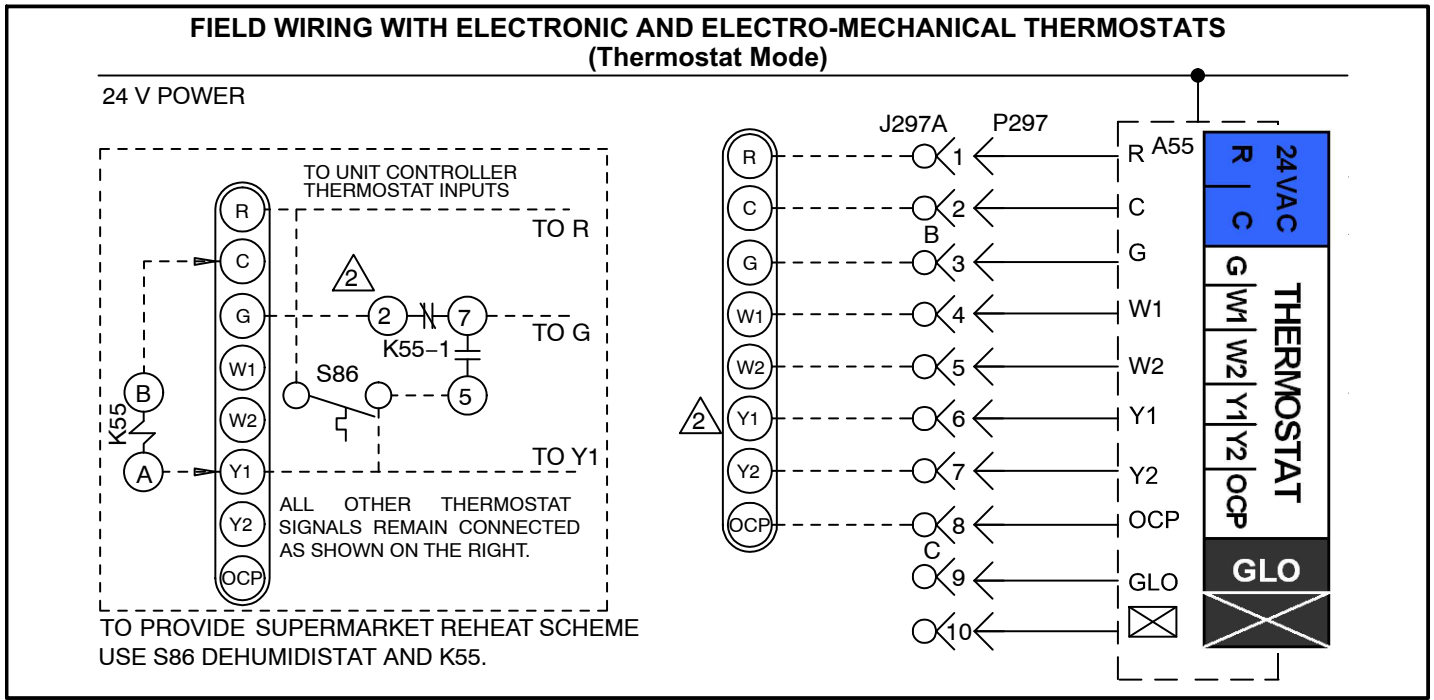 FIELD WIRING WITH ELECTRONIC AND ELECTRO-MECHANICAL THERMOSTATS
(Thermostat Mode)
24 V POWER
TO UNIT CONTROLLER
THERMOSTAT INPUTS
R
TO R
C
2
G
2
7
TO G
K55-1
W1
S86
5
B
K55
A
W2
Y1
TO Y1
Y2
OCP
ALL OTHER THERMOSTAT
SIGNALS REMAIN CONNECTED
AS SHOWN ON THE RIGHT.
TO PROVIDE SUPERMARKET REHEAT SCHEME
USE S86 DEHUMIDISTAT AND K55.
J297A P297
R 1 R A55
C 2 C
B
G 3 G
W1 4 W1
W2 5 W2
2 Y1 6 Y1
Y2 7 Y2
OCP 8 OCP
C
9 GLO
10
24VAC
R C
THERMOSTAT
G W1 W2 Y1 Y2 OCP
GLO